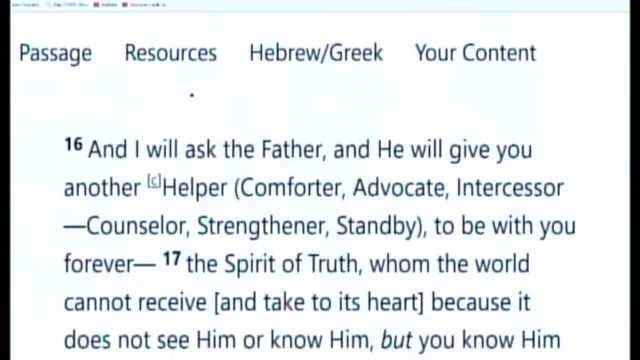 Passage Resources Hebrew/Greek Your Content
16 And I will ask the Father, and He will give you
another [c]Helper (Comforter, Advocate, Intercessor
—Counselor, Strengthener, Standby), to be with you
forever— 17 the Spirit of Truth, whom the world
cannot receive [and take to its heart] because it
does not see Him or know Him, but you know Him